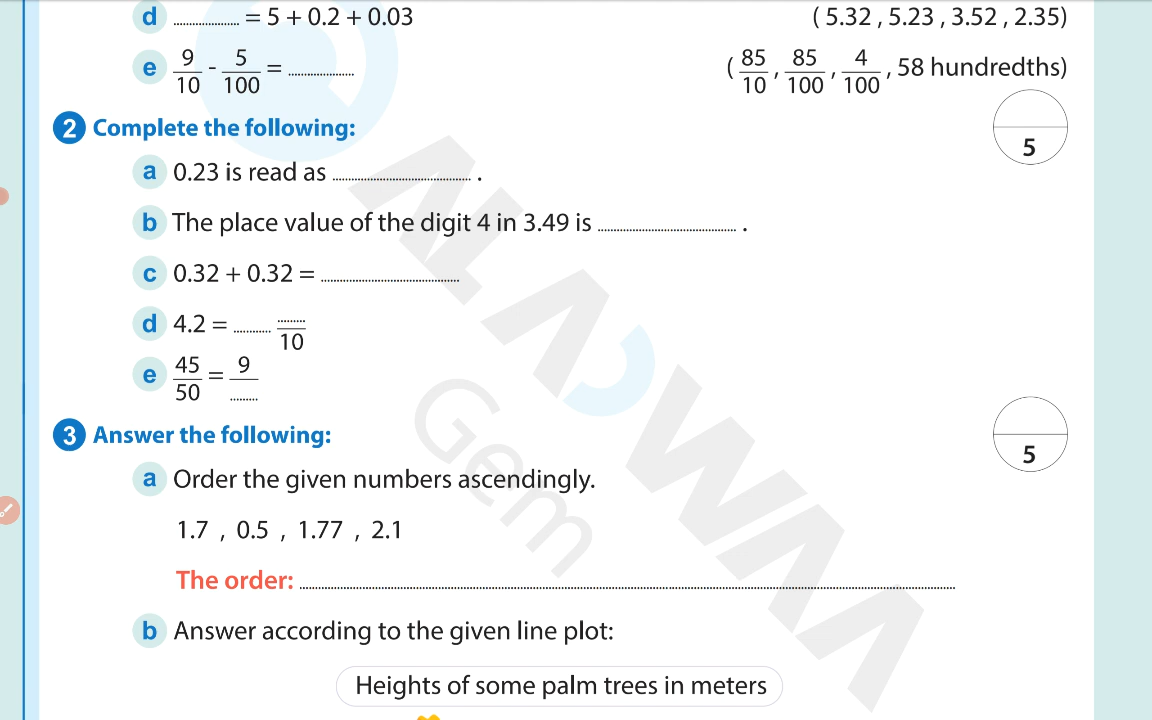 d ........ = 5 + 0.2 + 0.03 ( 5.32 , 5.23 , 3.52 , 2.35)
e 9/10 - 5/100 = ........ ( 85/10 , 85/100 , 4/100 , 58 hundredths)
2 Complete the following:
5
a 0.23 is read as ........ .
b The place value of the digit 4 in 3.49 is ........ .
c 0.32 + 0.32 = ........
d 4.2 = ........ ......../10
e 45/50 = 9/........
3 Answer the following:
5
a Order the given numbers ascendingly.
1.7 , 0.5 , 1.77 , 2.1
The order: ........
b Answer according to the given line plot:
Heights of some palm trees in meters
ALADWAA
Gem